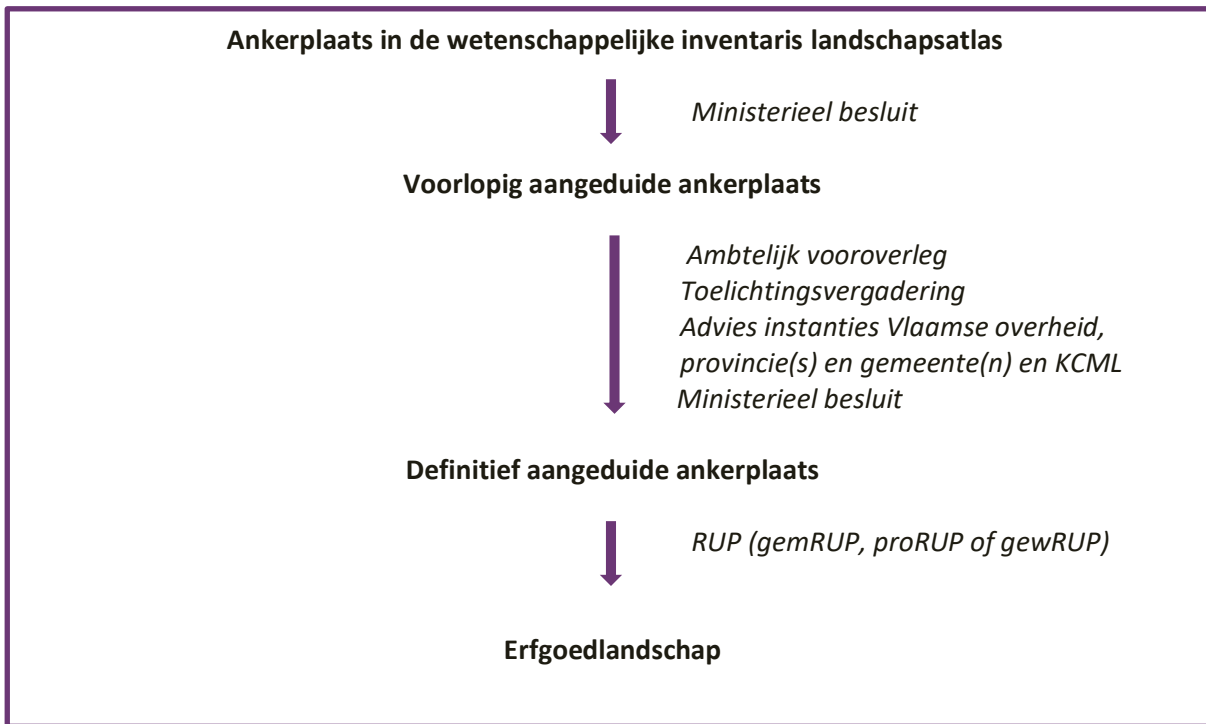 Ankerplaats in de wetenschappelijke inventaris landschapsatlas
Ministerieel besluit
Voorlopig aangeduide ankerplaats
Ambtelijk vooroverleg
Toelichtingsvergadering
Advies instanties Vlaamse overheid,
provincie(s) en gemeente(n) en KCML
Ministerieel besluit
Definitief aangeduide ankerplaats
RUP (gemRUP, proRUP of gewRUP)
Erfgoedlandschap